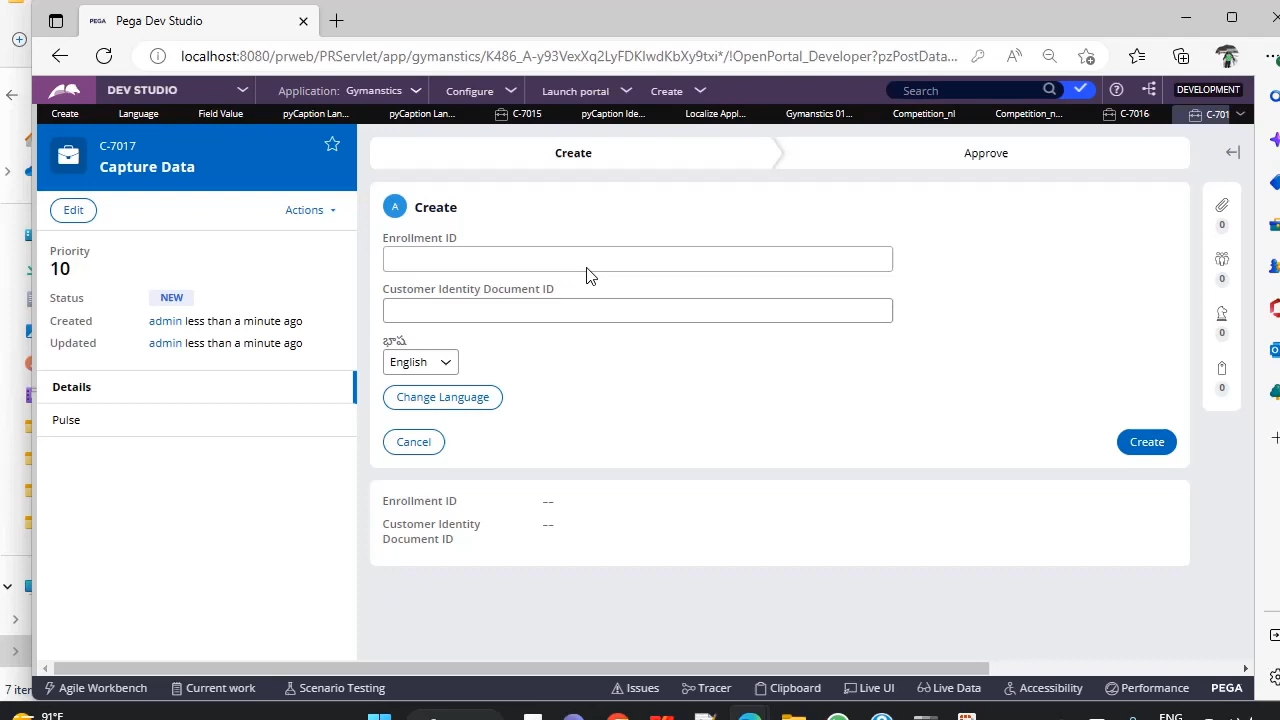 PEGA Pega Dev Studio
localhost:8080/prweb/PRServlet/app/gymanstics/K486_A-y93VexXq2LyFDKIwdKbXy9txi*/!OpenPortal_Developer?pzPostData...
DEV STUDIO Application: Gymanstics Configure Launch portal Create Search DEVELOPMENT
Create Language Field Value pyCaption Lan... pyCaption Lan... C-7015 pyCaption Ide... Localize Appl... Gymanstics 01... Competition_nl Competition_n... C-7016 C-701
C-7017
Capture Data
Create Approve
Edit Actions
A Create
Enrollment ID
Priority
10
Customer Identity Document ID
Status NEW
Created admin less than a minute ago
Updated admin less than a minute ago
భాష
English
Details
Change Language
Pulse
Cancel Create
0
0
0
0
Enrollment ID --
Customer Identity --
Document ID
Agile Workbench Current work Scenario Testing Issues Tracer Clipboard Live UI Live Data Accessibility Performance PEGA
91°F ENG